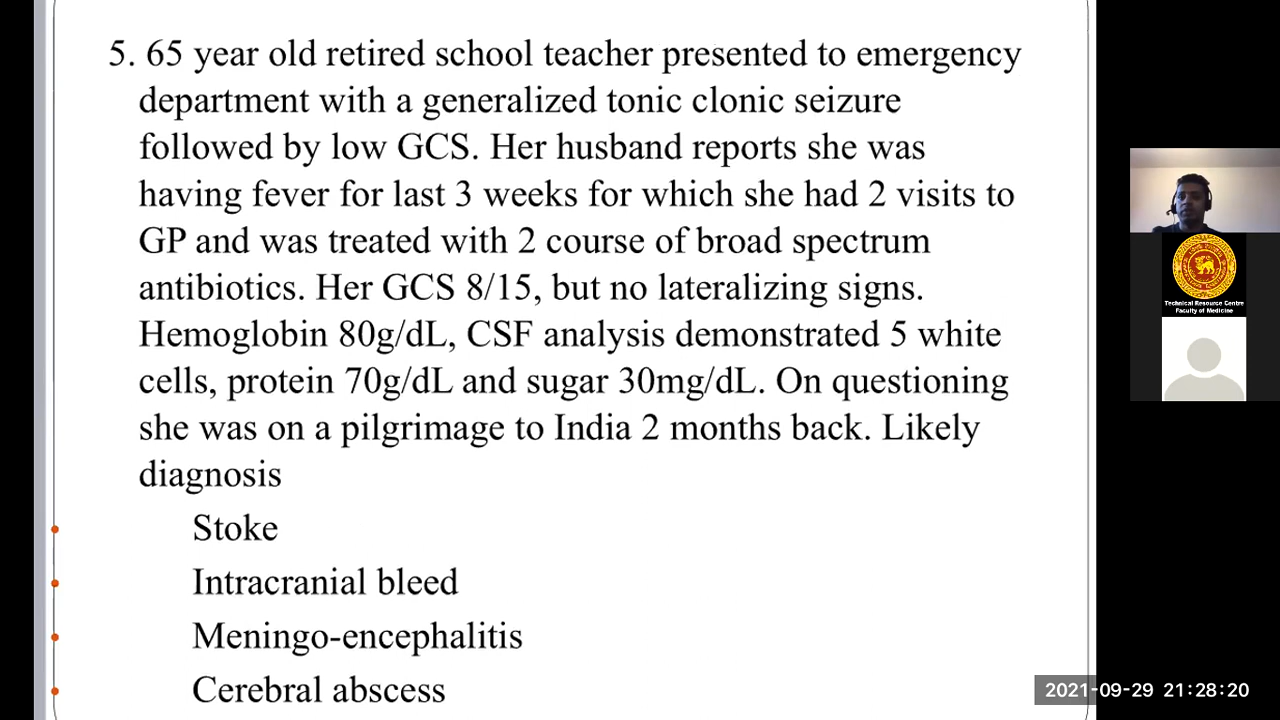 5. 65 year old retired school teacher presented to emergency
department with a generalized tonic clonic seizure
followed by low GCS. Her husband reports she was
having fever for last 3 weeks for which she had 2 visits to
GP and was treated with 2 course of broad spectrum
antibiotics. Her GCS 8/15, but no lateralizing signs.
Hemoglobin 80g/dL, CSF analysis demonstrated 5 white
cells, protein 70g/dL and sugar 30mg/dL. On questioning
she was on a pilgrimage to India 2 months back. Likely
diagnosis
Stoke
Intracranial bleed
Meningo-encephalitis
Cerebral abscess
Technical Resource Centre
Faculty of Medicine
2021-09-29 21:28:20